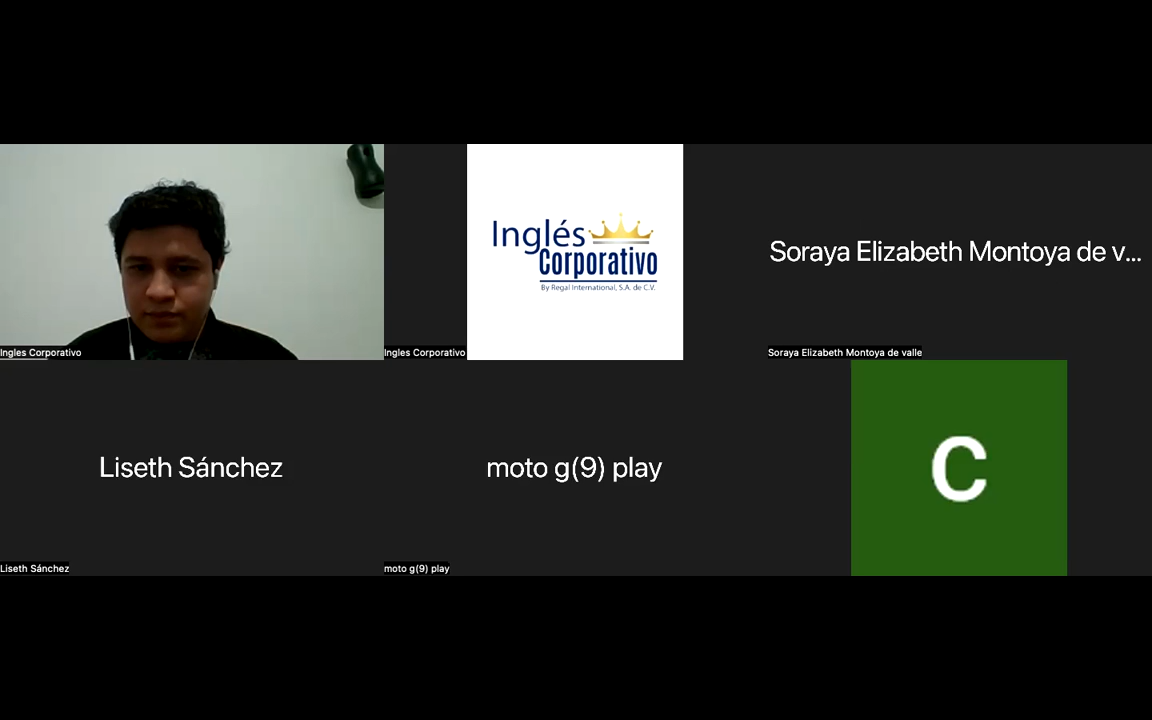 Ingles Corporativo
Inglés
Corporativo
By Regal International, S.A. de C.V.
Ingles Corporativo
Soraya Elizabeth Montoya de v...
Soraya Elizabeth Montoya de valle
Liseth Sánchez
Liseth Sánchez
moto g(9) play
moto g(9) play
C